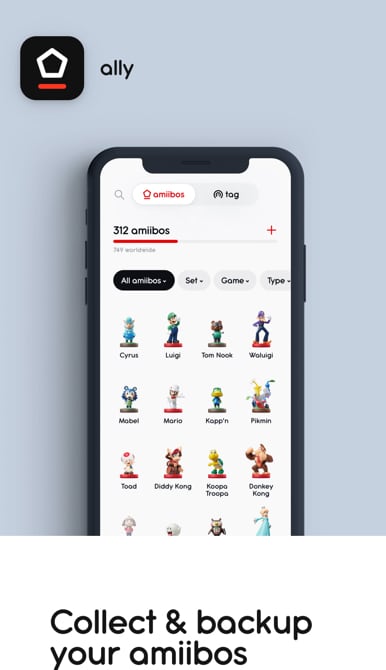 ally
amiibos
tag
312 amiibos
749 worldwide
All amiibos
Set
Game
Type
Cyrus
Luigi
Tom Nook
Waluigi
Mabel
Mario
Kapp'n
Pikmin
Toad
Diddy Kong
Koopa
Troopa
Donkey
Kong
Collect & backup
your amiibos